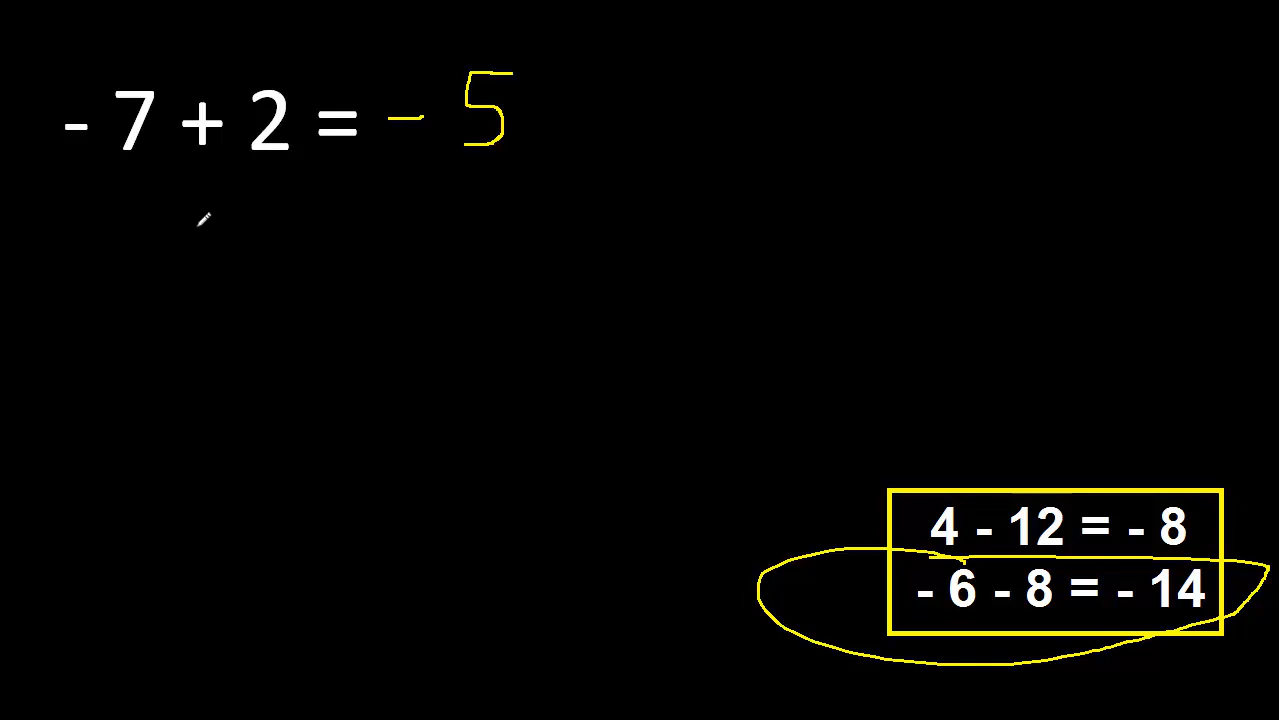 - 7 + 2 = - 5
4 - 12 = - 8
- 6 - 8 = - 14